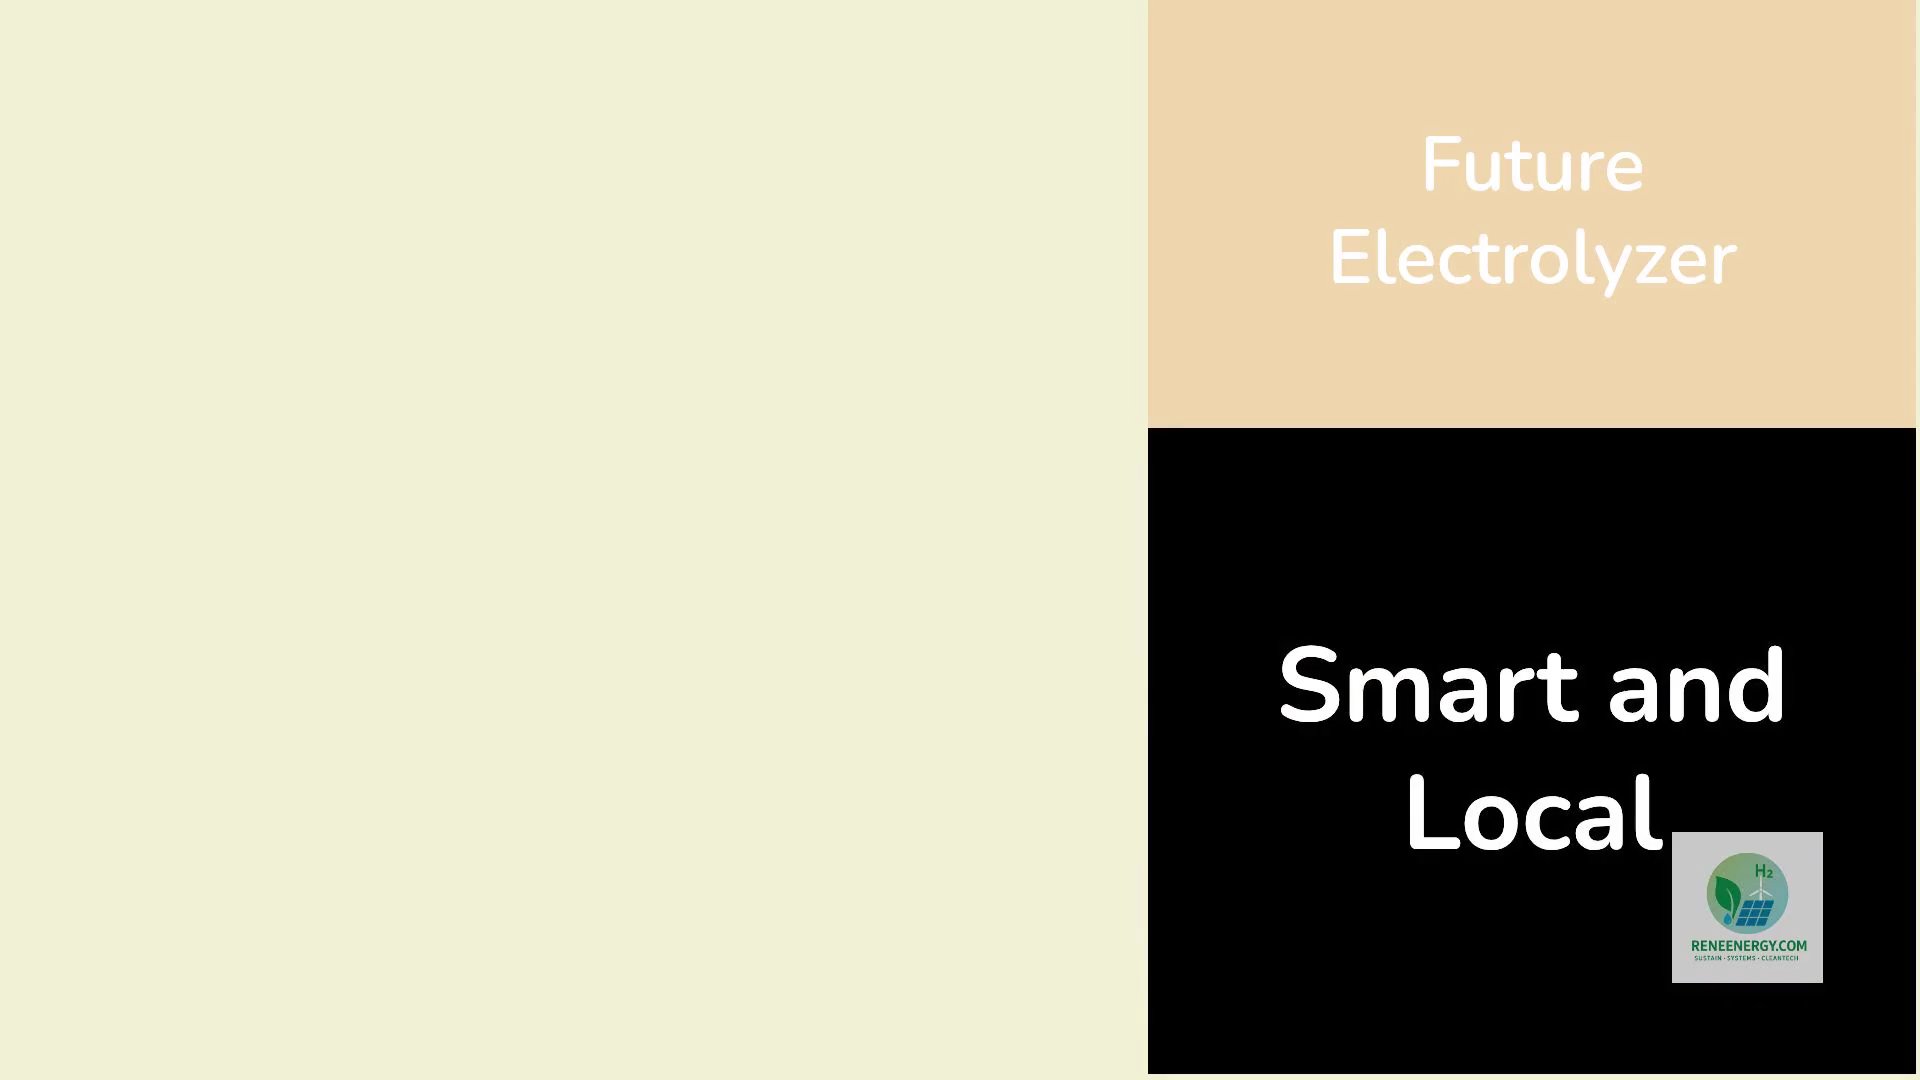 Future
Electrolyzer
Smart and
Local
H₂
RENEENERGY.COM
SUSTAIN · SYSTEMS · CLEANTECH